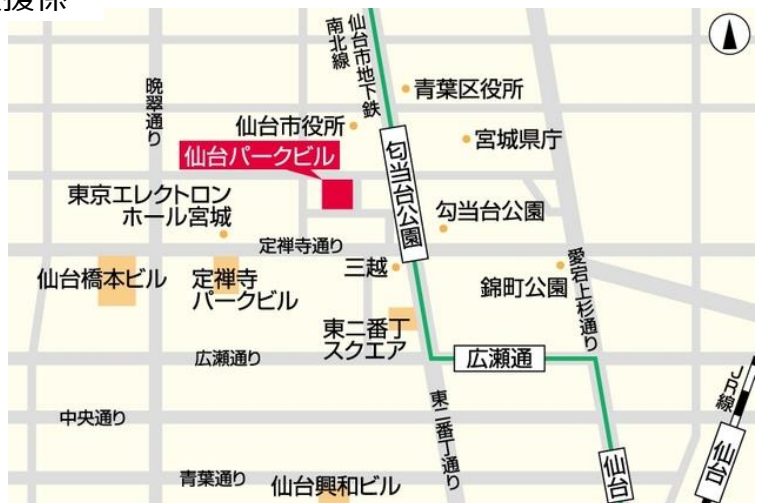 仙台市地下鉄
南北線
晩翠通り
青葉区役所
仙台市役所
宮城県庁
仙台パークビル
匂当台公園
東京エレクトロン
ホール宮城
勾当台公園
定禅寺通り
三越
愛宕上杉通り
仙台橋本ビル
定禅寺
パークビル
錦町公園
東二番丁
スクエア
広瀬通り
広瀬通
JR線
東二番丁通り
中央通り
仙台
仙台
青葉通り
仙台興和ビル